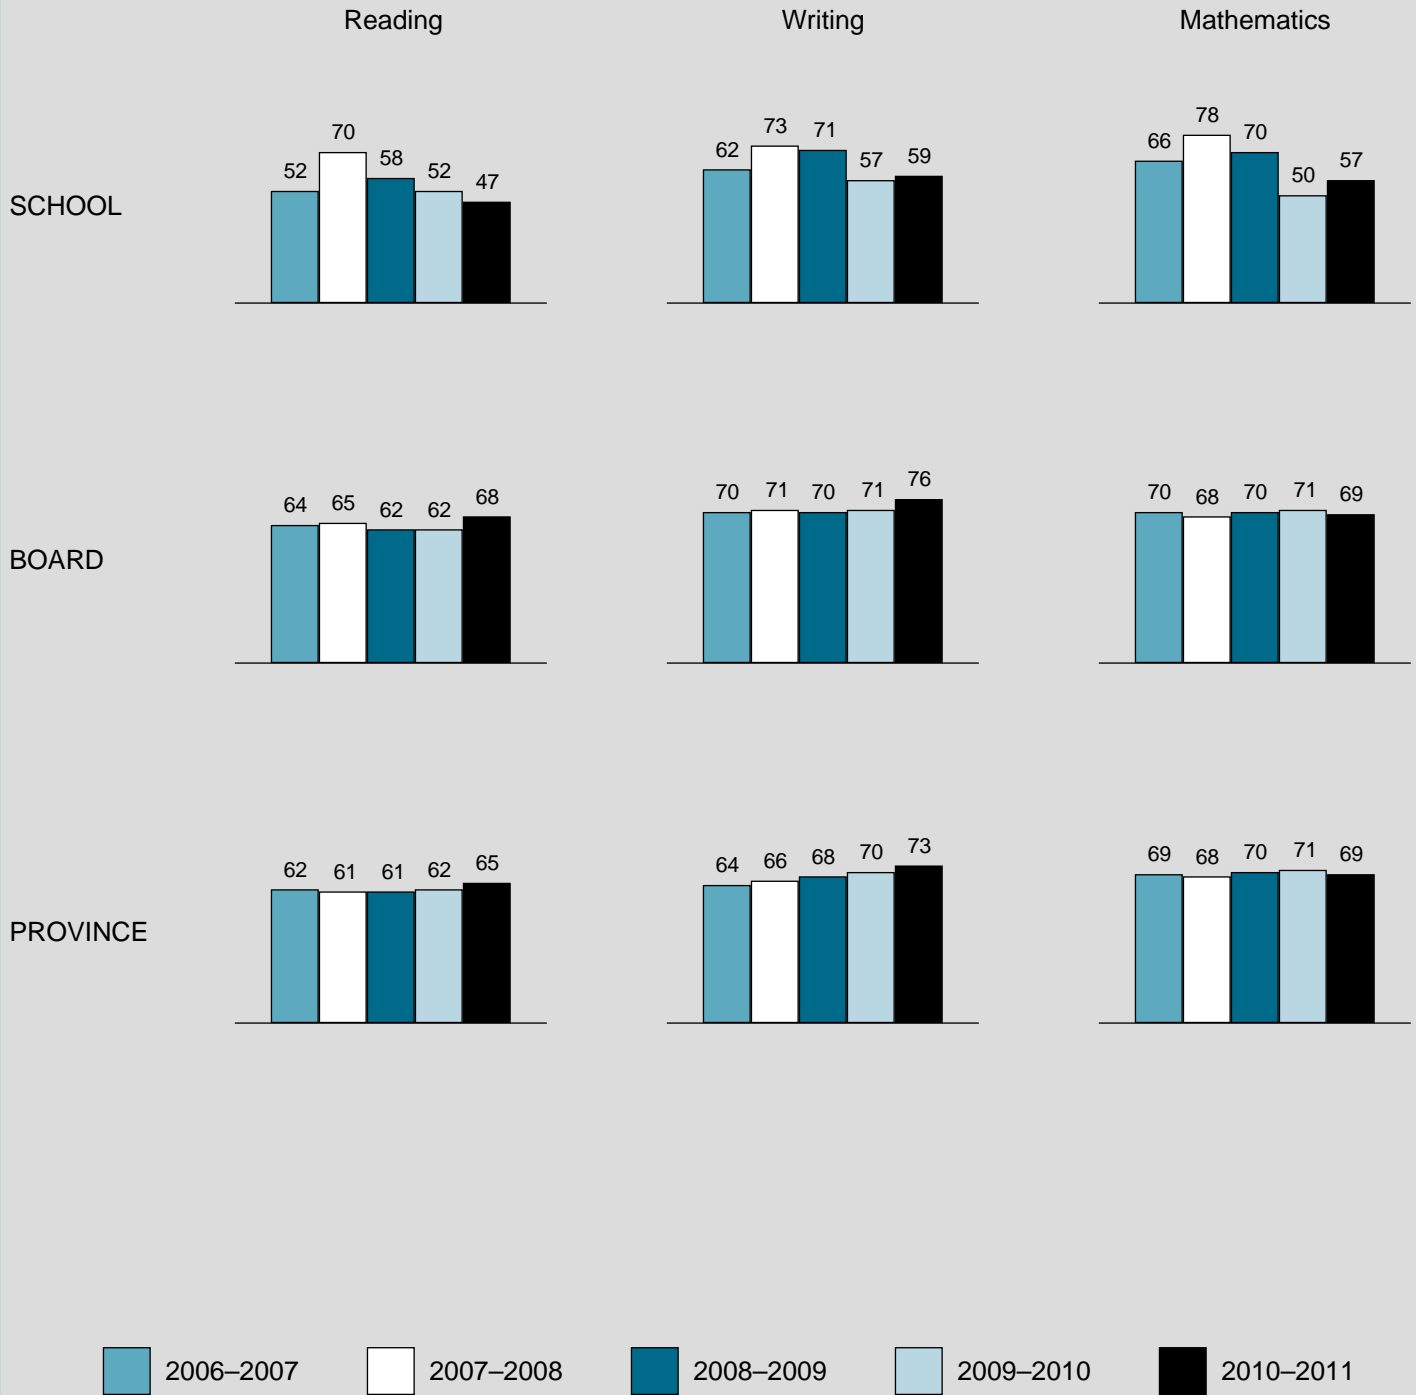 Reading Writing Mathematics
52 70 58 52 47
62 73 71 57 59
66 78 70 50 57
SCHOOL
64 65 62 62 68
70 71 70 71 76
70 68 70 71 69
BOARD
62 61 61 62 65
64 66 68 70 73
69 68 70 71 69
PROVINCE
2006–2007 2007–2008 2008–2009 2009–2010 2010–2011